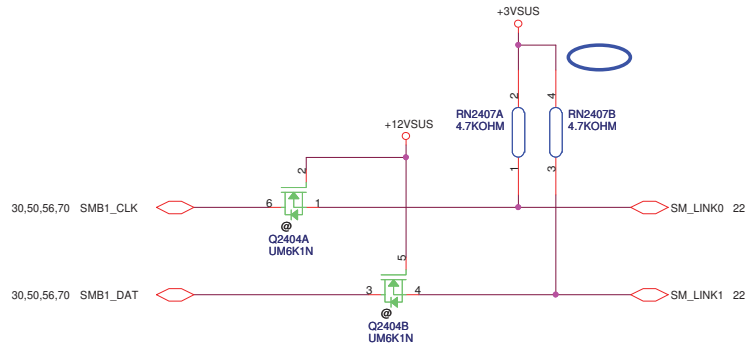 +3VSUS
2
4
RN2407A
4.7KOHM
RN2407B
4.7KOHM
+12VSUS
1
3
2
30,50,56,70 SMB1_CLK
6
1
SM_LINK0 22
@
Q2404A
UM6K1N
5
30,50,56,70 SMB1_DAT
3
4
SM_LINK1 22
@
Q2404B
UM6K1N